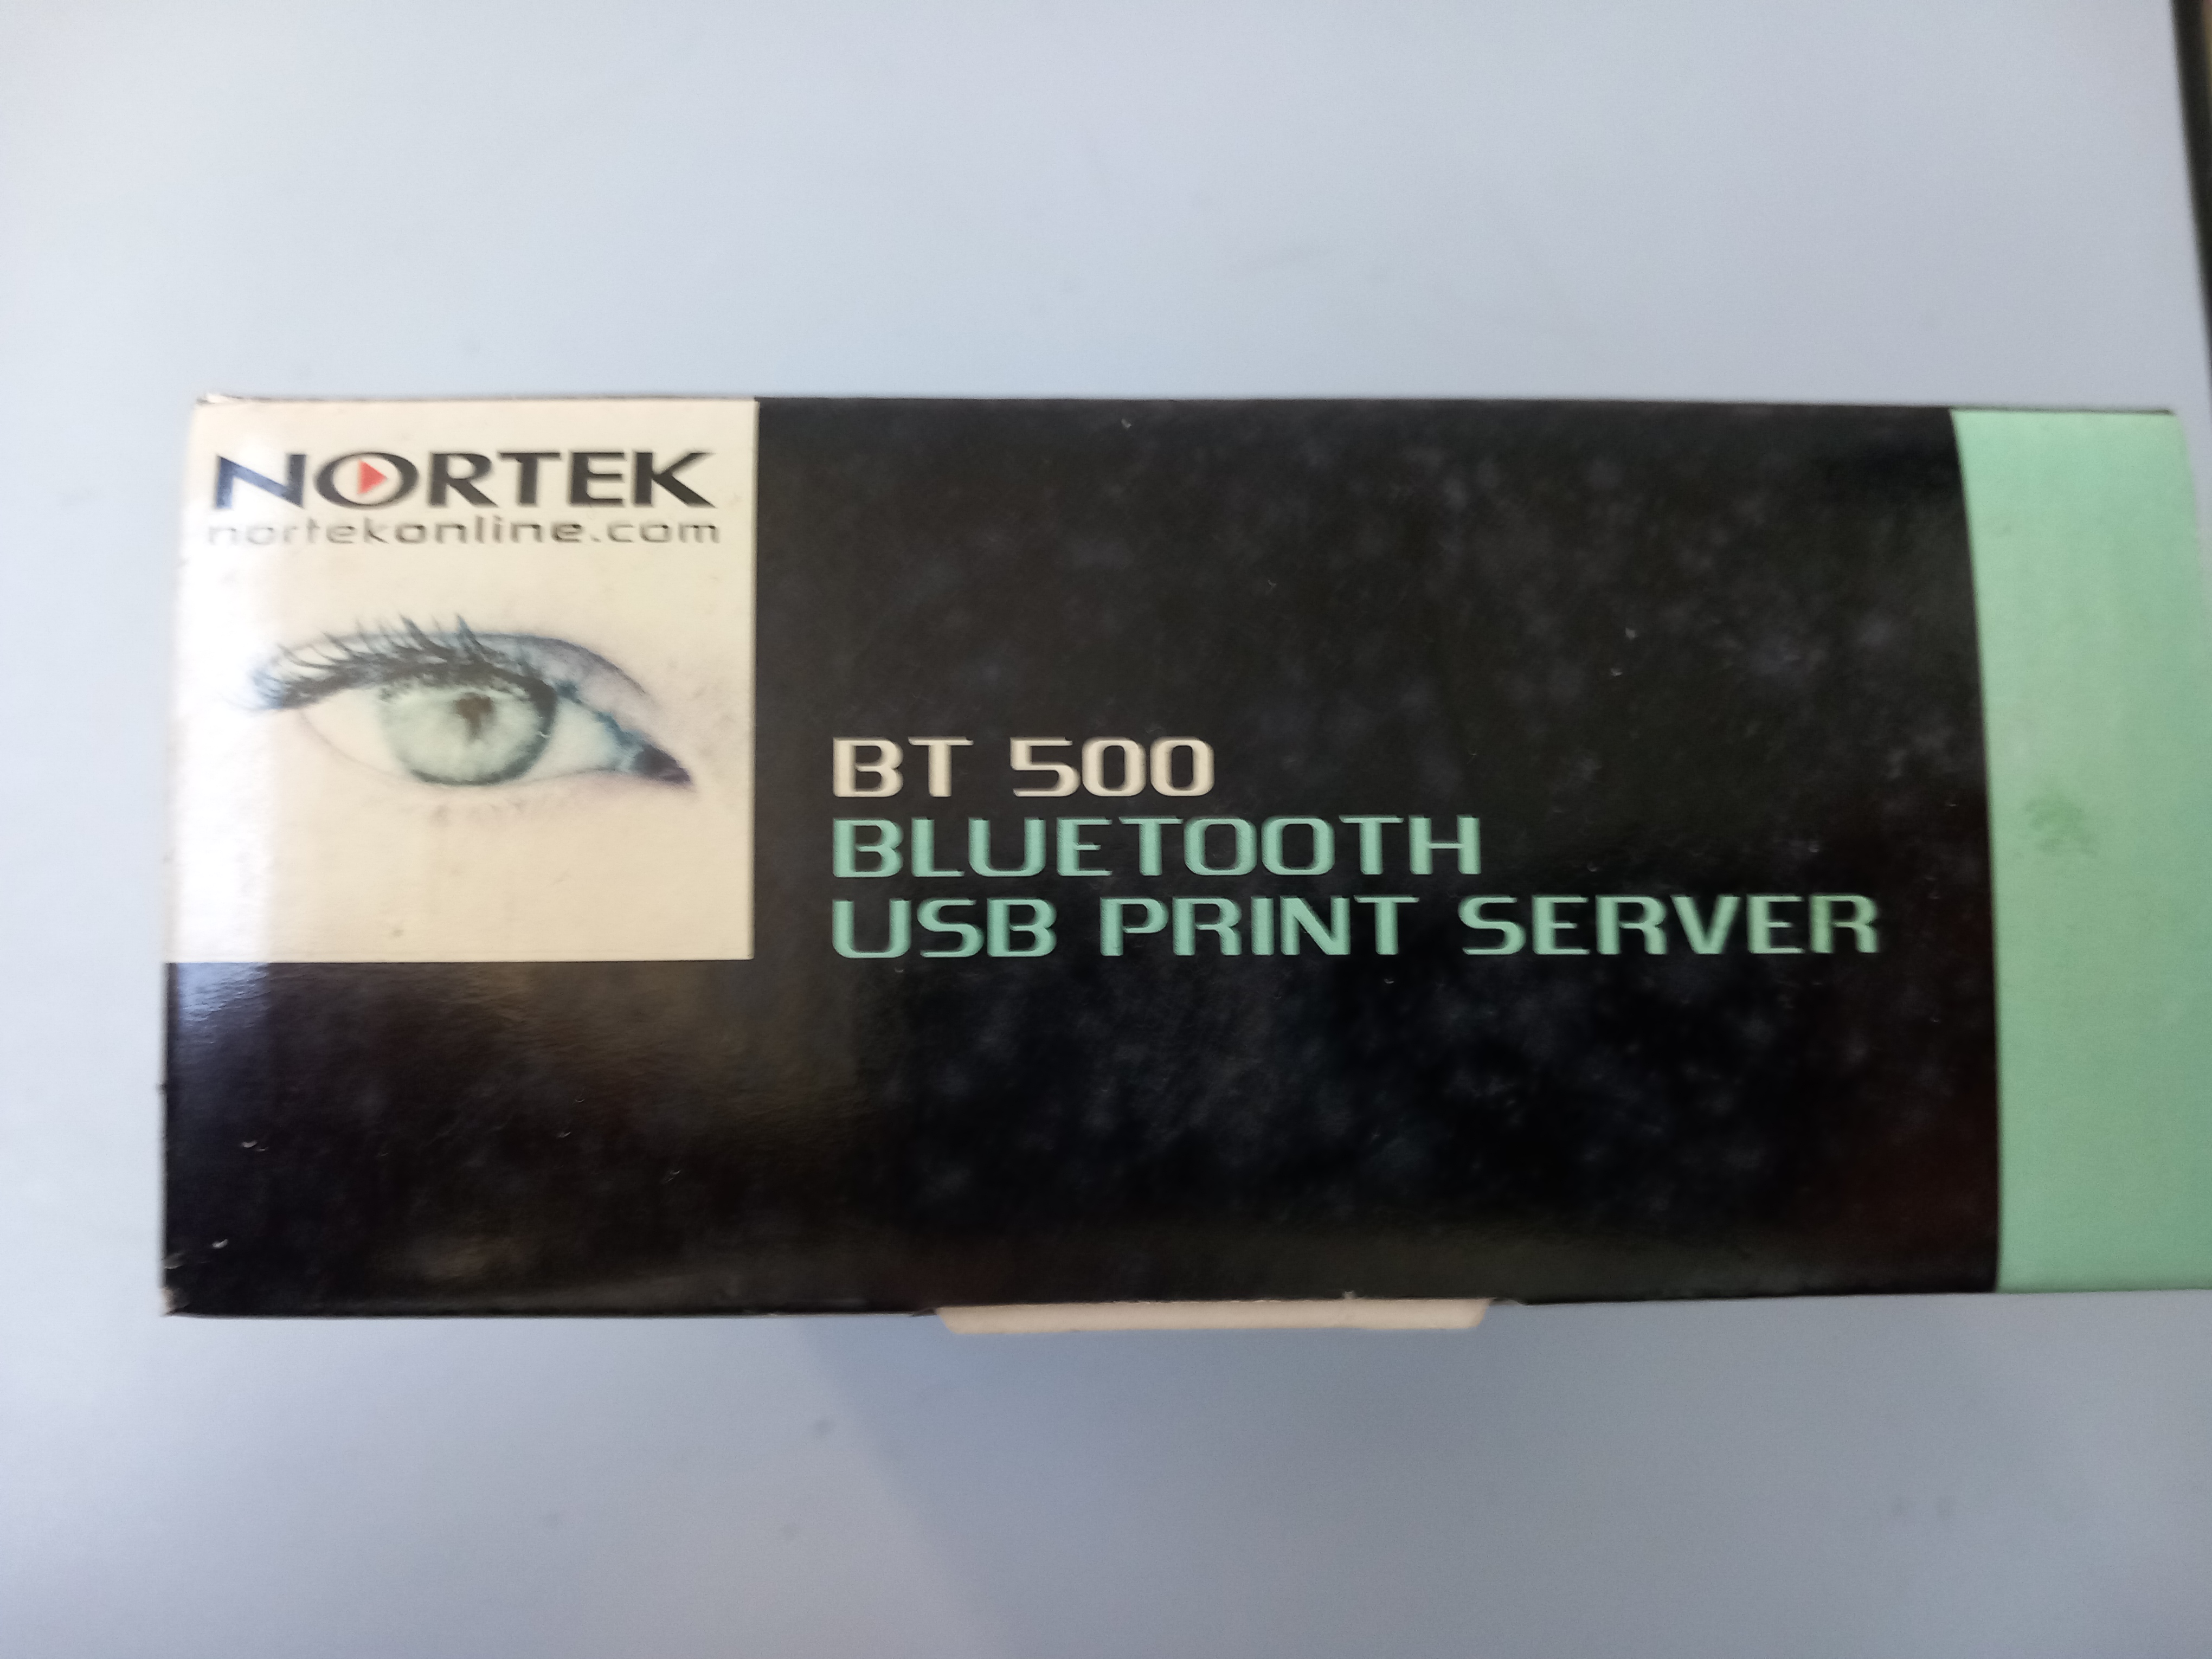 NORTEK
nortekonline.com
BT 500
BLUETOOTH
USB PRINT SERVER